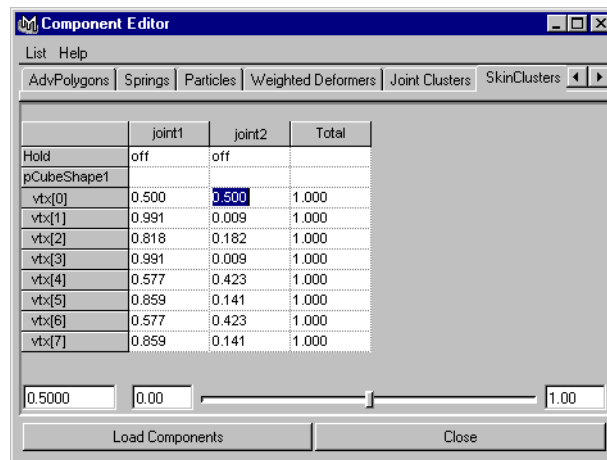 Component Editor
List Help
AdvPolygons Springs Particles Weighted Deformers Joint Clusters SkinClusters
joint1 joint2 Total
Hold off off
pCubeShape1
vtx[0] 0.500 0.500 1.000
vtx[1] 0.991 0.009 1.000
vtx[2] 0.818 0.182 1.000
vtx[3] 0.991 0.009 1.000
vtx[4] 0.577 0.423 1.000
vtx[5] 0.859 0.141 1.000
vtx[6] 0.577 0.423 1.000
vtx[7] 0.859 0.141 1.000
0.5000 0.00 1.00
Load Components Close